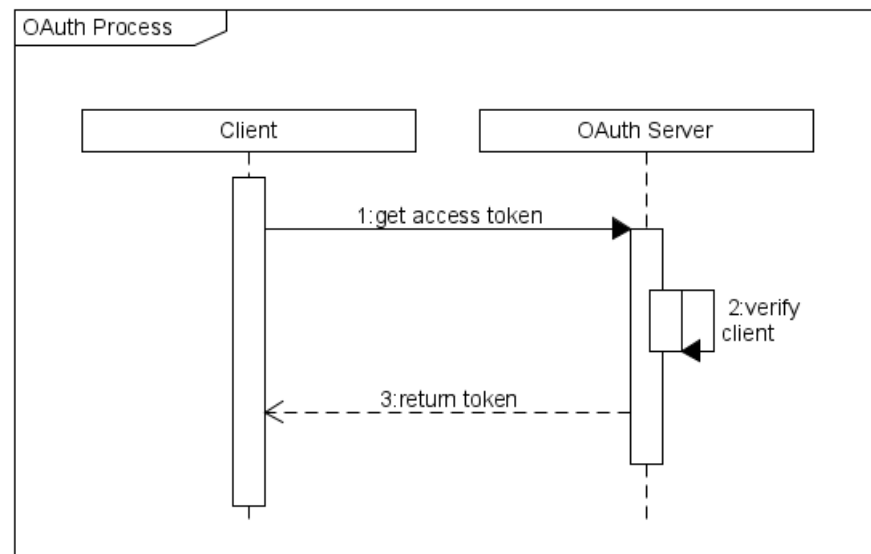 OAuth Process
Client
OAuth Server
1:get access token
2:verify
client
3:return token